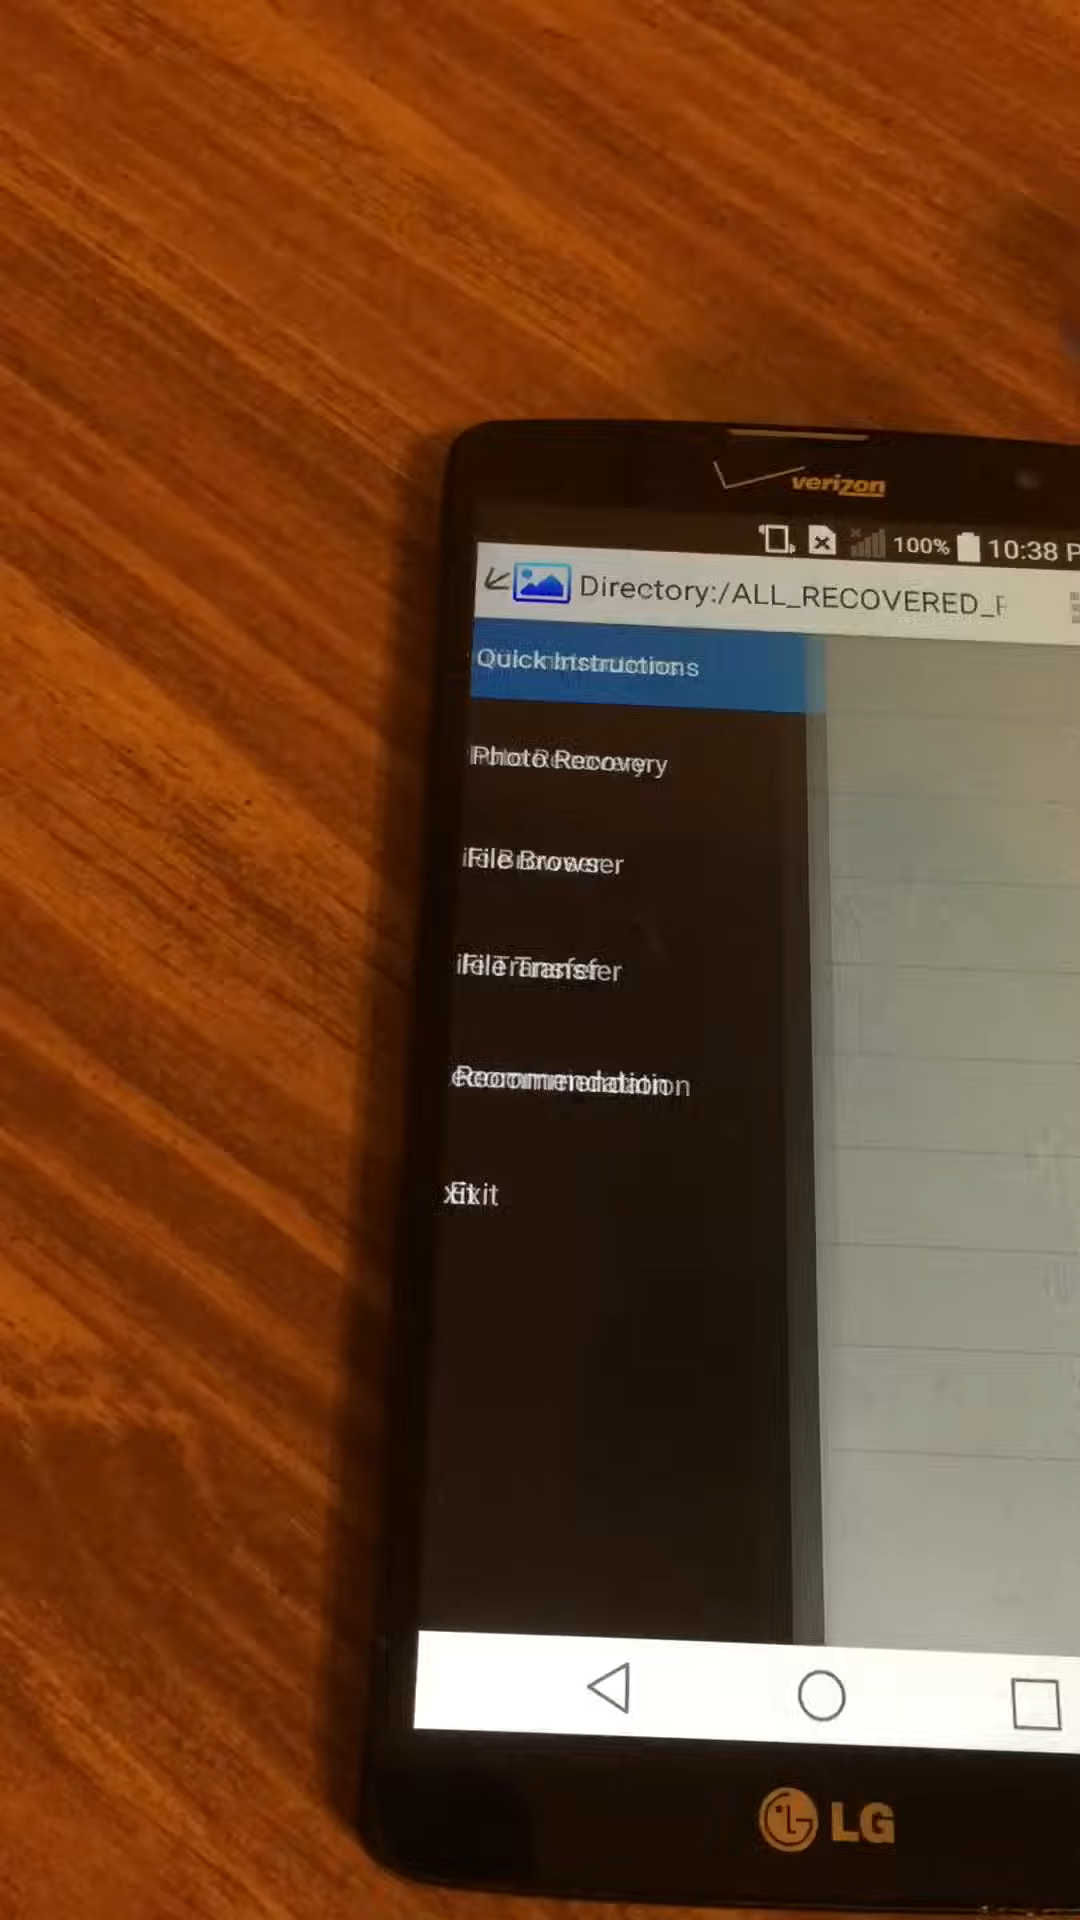 verizon
100% 10:38 P
Directory:/ALL_RECOVERED_F
Quick Instructions
Photo Recovery
File Browser
File Transfer
Recommendation
Exit
LG